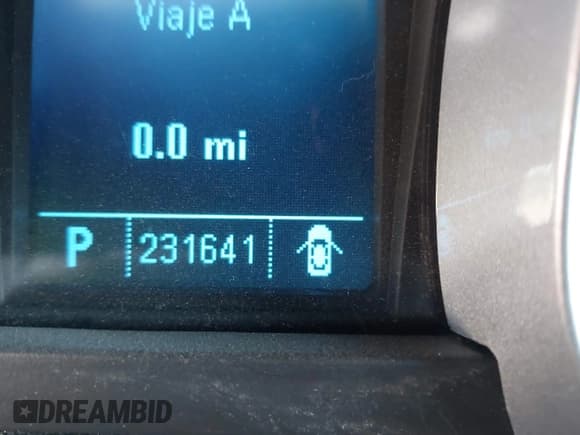 Viaje A
0.0 mi
P 231641
DREAMBID